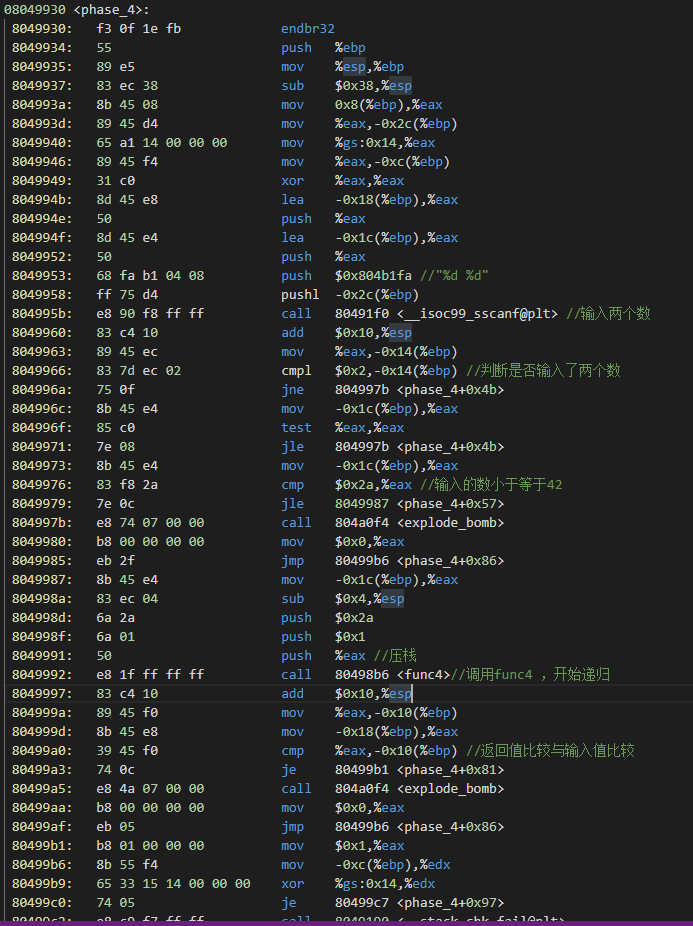 08049930 <phase_4>:
8049930: f3 0f 1e fb endbr32
8049934: 55 push %ebp
8049935: 89 e5 mov %esp,%ebp
8049937: 83 ec 38 sub $0x38,%esp
804993a: 8b 45 08 mov 0x8(%ebp),%eax
804993d: 89 45 d4 mov %eax,-0x2c(%ebp)
8049940: 65 a1 14 00 00 00 mov %gs:0x14,%eax
8049946: 89 45 f4 mov %eax,-0xc(%ebp)
8049949: 31 c0 xor %eax,%eax
804994b: 8d 45 e8 lea -0x18(%ebp),%eax
804994e: 50 push %eax
804994f: 8d 45 e4 lea -0x1c(%ebp),%eax
8049952: 50 push %eax
8049953: 68 fa b1 04 08 push $0x804b1fa //"%d %d"
8049958: ff 75 d4 pushl -0x2c(%ebp)
804995b: e8 90 f8 ff ff call 80491f0 <__isoc99_sscanf@plt> //输入两个数
8049960: 83 c4 10 add $0x10,%esp
8049963: 89 45 ec mov %eax,-0x14(%ebp)
8049966: 83 7d ec 02 cmpl $0x2,-0x14(%ebp) //判断是否输入了两个数
804996a: 75 0f jne 804997b <phase_4+0x4b>
804996c: 8b 45 e4 mov -0x1c(%ebp),%eax
804996f: 85 c0 test %eax,%eax
8049971: 7e 08 jle 804997b <phase_4+0x4b>
8049973: 8b 45 e4 mov -0x1c(%ebp),%eax
8049976: 83 f8 2a cmp $0x2a,%eax //输入的数小于等于42
8049979: 7e 0c jle 8049987 <phase_4+0x57>
804997b: e8 74 07 00 00 call 804a0f4 <explode_bomb>
8049980: b8 00 00 00 00 mov $0x0,%eax
8049985: eb 2f jmp 80499b6 <phase_4+0x86>
8049987: 8b 45 e4 mov -0x1c(%ebp),%eax
804998a: 83 ec 04 sub $0x4,%esp
804998d: 6a 2a push $0x2a
804998f: 6a 01 push $0x1
8049991: 50 push %eax //压栈
8049992: e8 1f ff ff ff call 80498b6 <func4>//调用func4 ，开始递归
8049997: 83 c4 10 add $0x10,%esp
804999a: 89 45 f0 mov %eax,-0x10(%ebp)
804999d: 8b 45 e8 mov -0x18(%ebp),%eax
80499a0: 39 45 f0 cmp %eax,-0x10(%ebp) //返回值比较与输入值比较
80499a3: 74 0c je 80499b1 <phase_4+0x81>
80499a5: e8 4a 07 00 00 call 804a0f4 <explode_bomb>
80499aa: b8 00 00 00 00 mov $0x0,%eax
80499af: eb 05 jmp 80499b6 <phase_4+0x86>
80499b1: b8 01 00 00 00 mov $0x1,%eax
80499b6: 8b 55 f4 mov -0xc(%ebp),%edx
80499b9: 65 33 15 14 00 00 00 xor %gs:0x14,%edx
80499c0: 74 05 je 80499c7 <phase_4+0x97>
80499c2: e8 c9 f7 ff ff call 8049190 <__stack_chk_fail@plt>